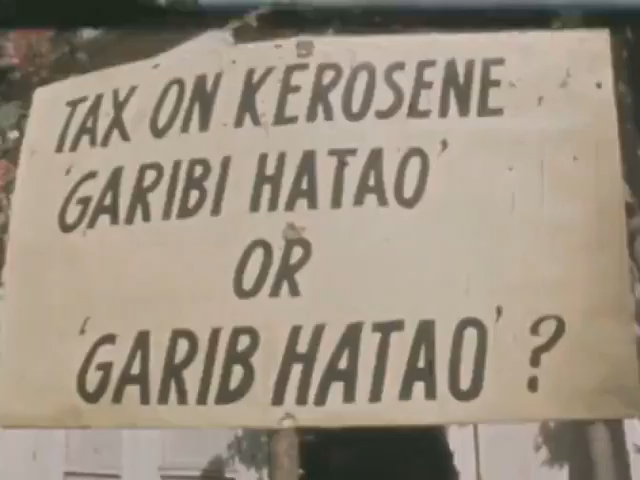 TAX ON KEROSENE
'GARIBI HATAO'
OR
'GARIB HATAO' ?